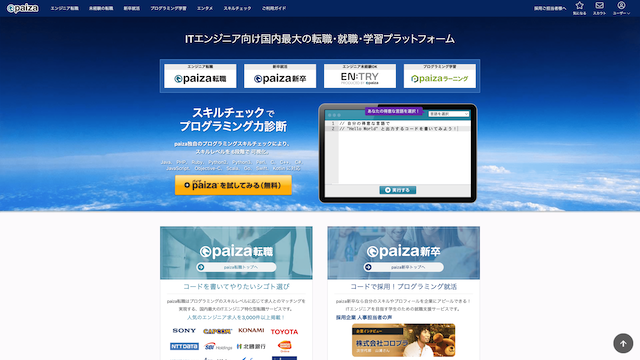 paiza
エンジニア転職
未経験の転職
新卒就活
プログラミング学習
エンタメ
スキルチェック
ご利用ガイド
採用ご担当者様へ
気になる
スカウト
ユーザー
ITエンジニア向け国内最大の転職・就職・学習プラットフォーム
エンジニア転職
paiza転職
新卒就活
paiza新卒
エンジニア未経験OK
EN:TRY
プログラミング学習
paizaラーニング
スキルチェックで
プログラミング力診断
paiza独自のプログラミングスキルチェックにより、
スキルレベルを6段階で可視化。
paizaを試してみる(無料)
あなたの得意な言語を選択！
言語を選択
1 // 自分の得意な言語で
2 // "Hello World" と出力するコードを書いてみよう！
実行する
paiza転職
paiza転職トップへ
コードを書いてやりたいシゴト選び
paiza転職はプログラミングのスキルレベルに応じて求人とのマッチングを
実現する、国内最大のITエンジニア特化型転職サービスです。
人気のエンジニア求人を3,000件以上掲載！
SONY
CAPCOM
KONAMI
TOYOTA
NTT DATA
SBI Holdings
北國銀行
paiza新卒
paiza新卒トップへ
コードで採用！プログラミング就活
paiza新卒なら自分のスキルやプロフィールを企業にアピールできる！
ITエンジニアを目指す学生のための就職支援サービスです。
採用企業 人事担当者の声
企業インタビュー
株式会社コロプラ